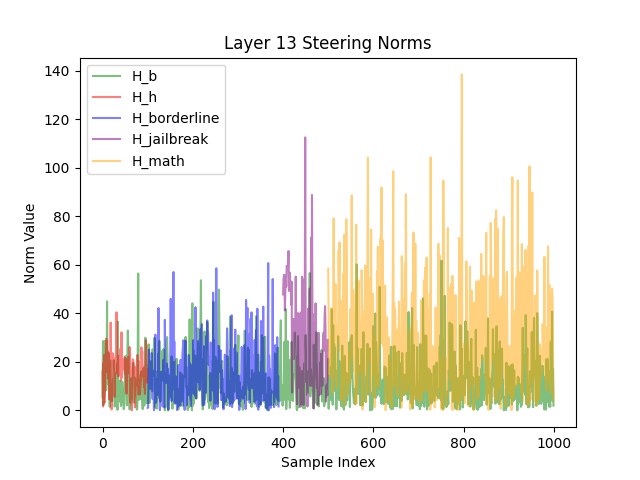 Layer 13 Steering Norms
H_b
H_h
H_borderline
H_jailbreak
H_math
Norm Value
140
120
100
80
60
40
20
0
0 200 400 600 800 1000
Sample Index